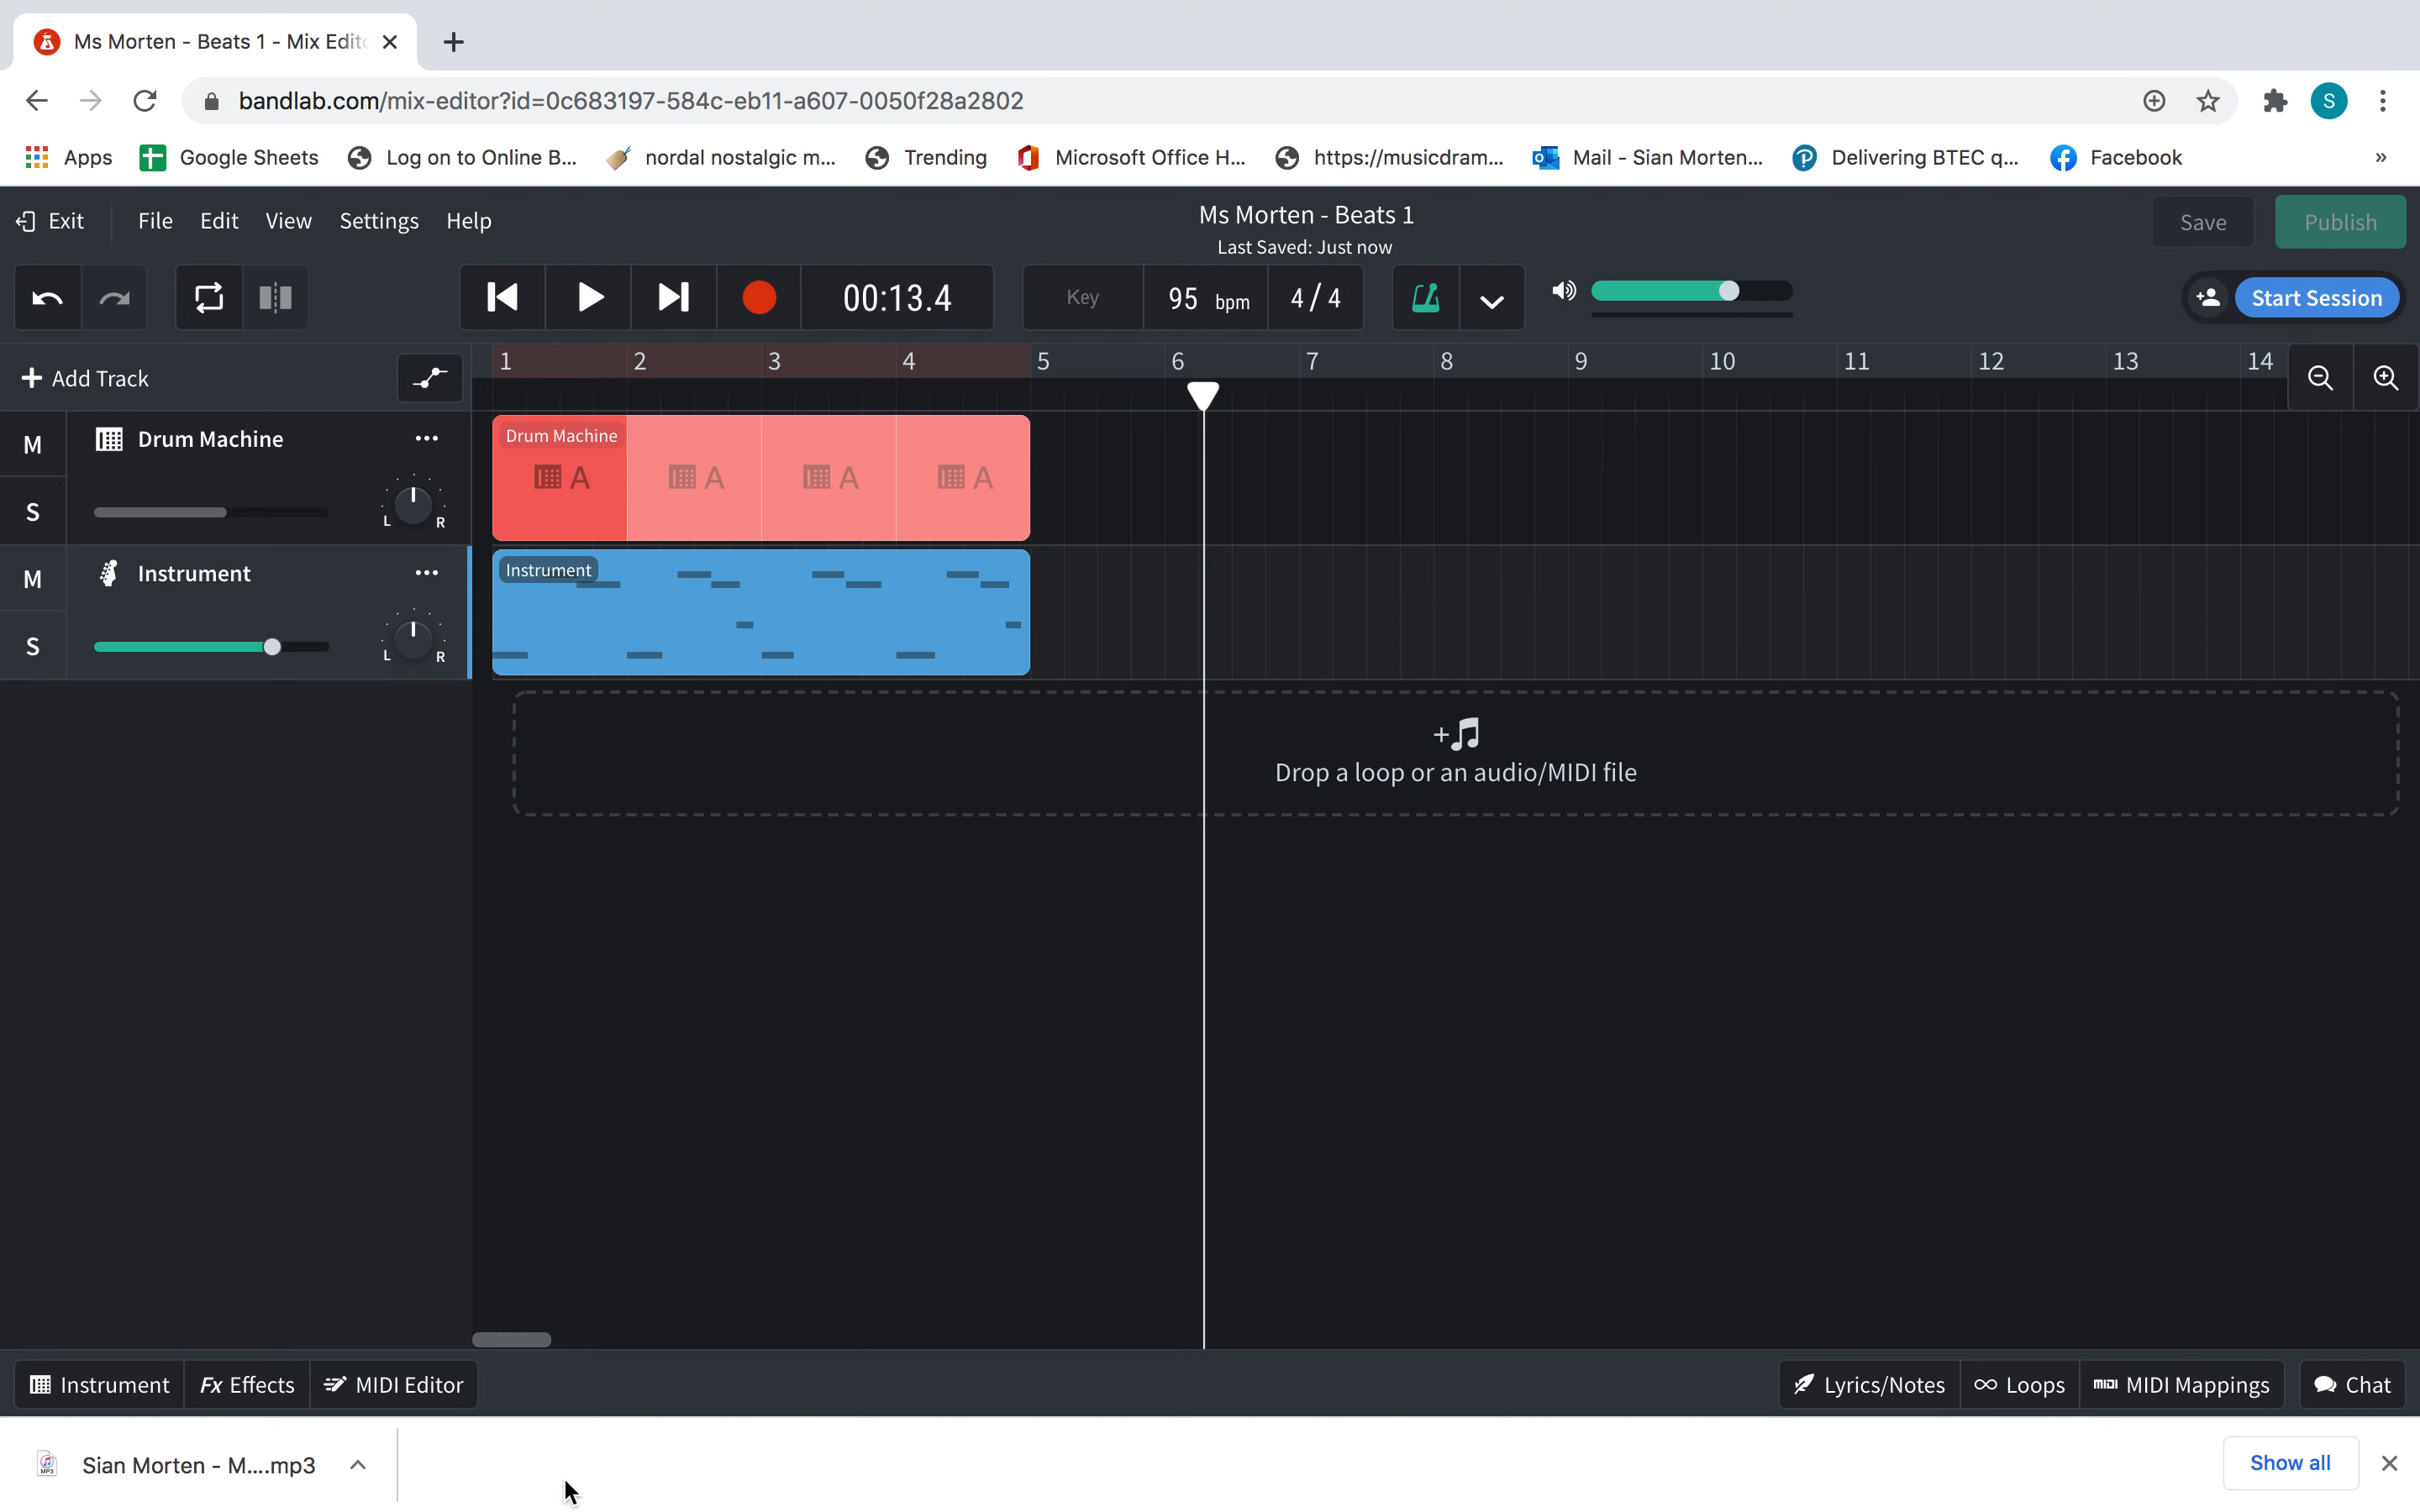 Ms Morten - Beats 1 - Mix Edit
bandlab.com/mix-editor?id=0c683197-584c-eb11-a607-0050f28a2802
S
Apps Google Sheets Log on to Online B... nordal nostalgic m... Trending Microsoft Office H... https://musicdram... Mail - Sian Morten... Delivering BTEC q... Facebook »
Exit File Edit View Settings Help
Ms Morten - Beats 1
Last Saved: Just now
Save Publish
00:13.4 Key 95 bpm 4/4
Start Session
+ Add Track
1 2 3 4 5 6 7 8 9 10 11 12 13 14
M Drum Machine ...
S L R
Drum Machine
A A A A
M Instrument ...
S L R
Instrument
Drop a loop or an audio/MIDI file
Instrument Fx Effects MIDI Editor
Lyrics/Notes Loops MIDI MIDI Mappings Chat
MP3 Sian Morten - M....mp3
Show all